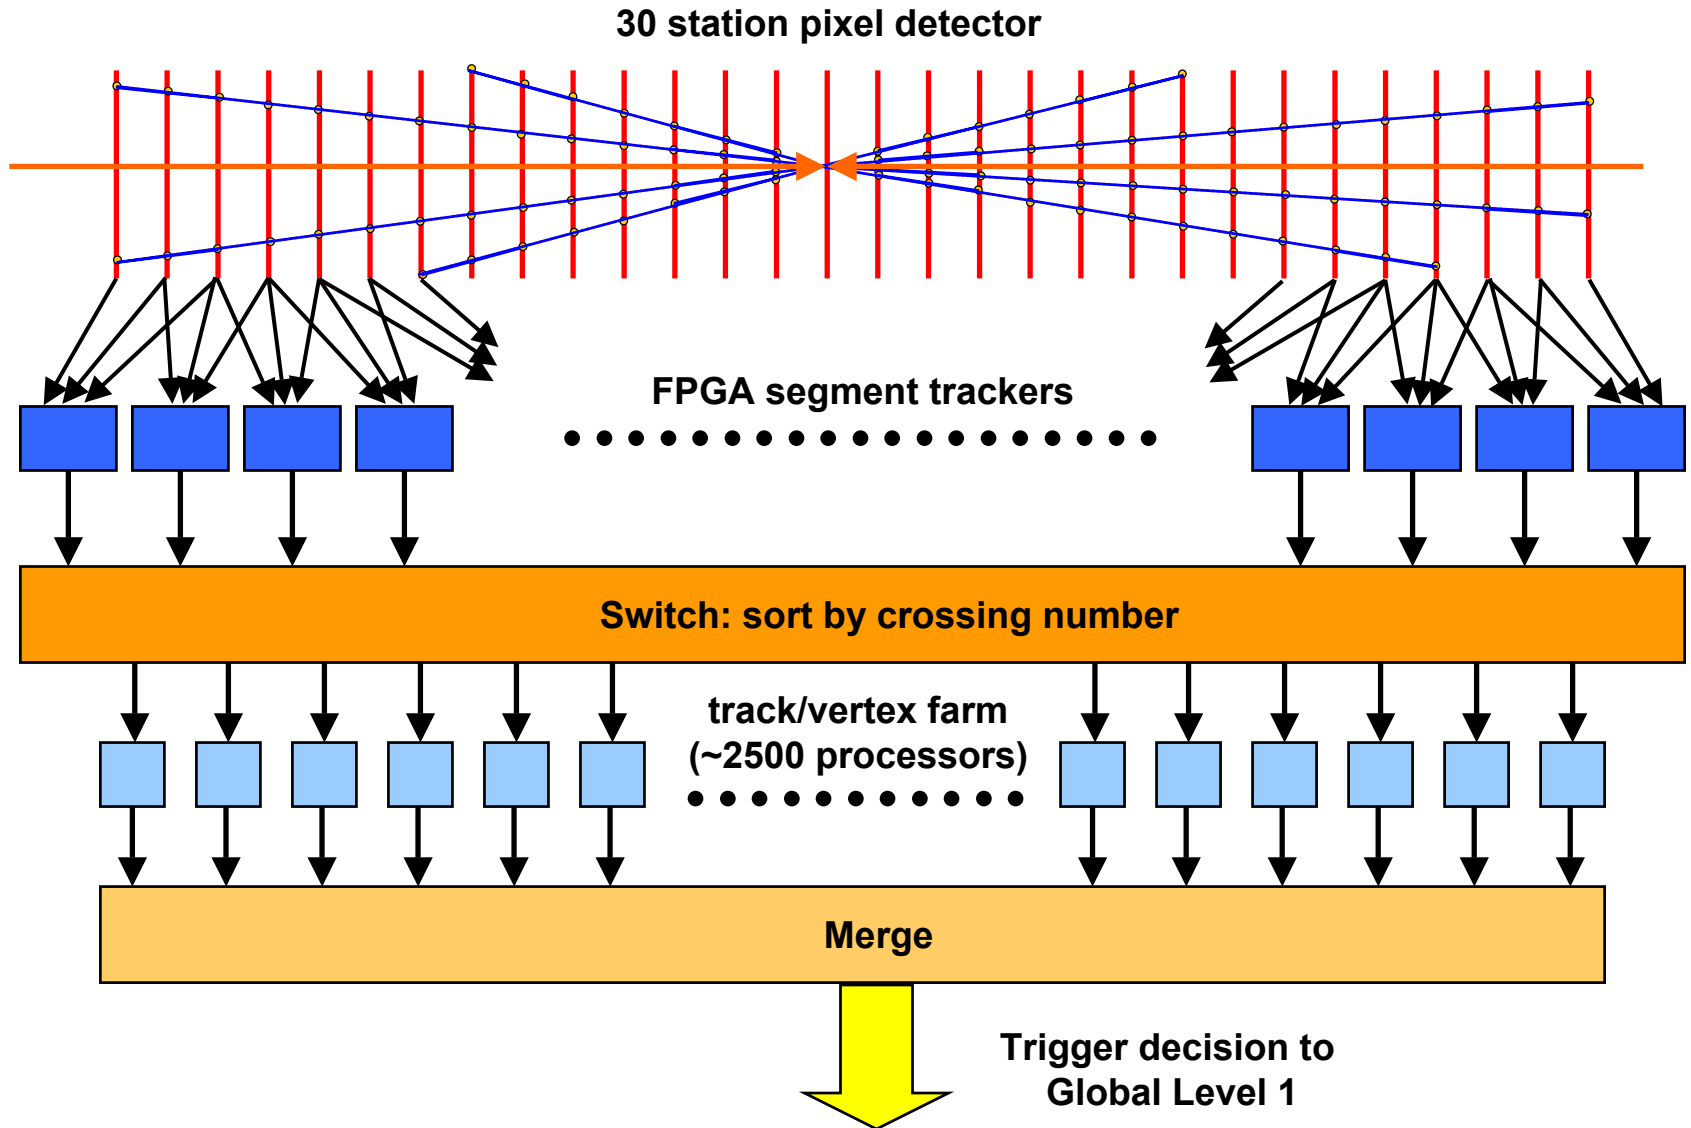 30 station pixel detector
FPGA segment trackers
Switch: sort by crossing number
track/vertex farm
(~2500 processors)
Merge
Trigger decision to
Global Level 1